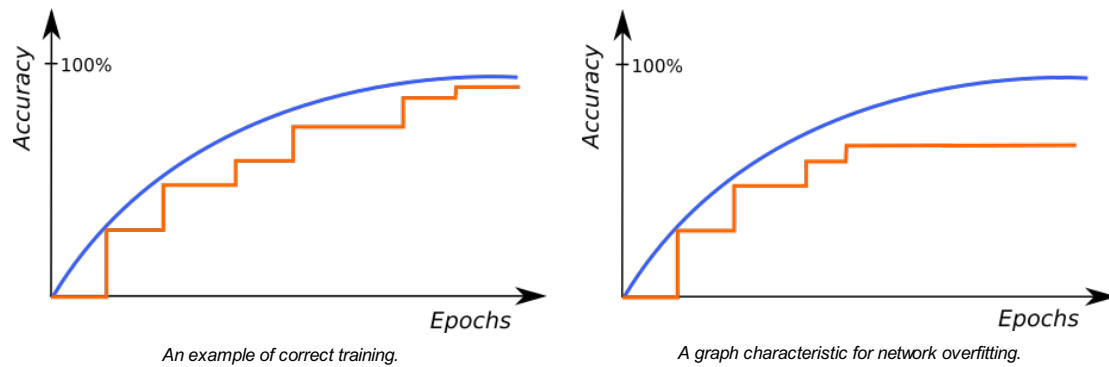 Accuracy
100%
Epochs
An example of correct training.
Accuracy
100%
Epochs
A graph characteristic for network overfitting.